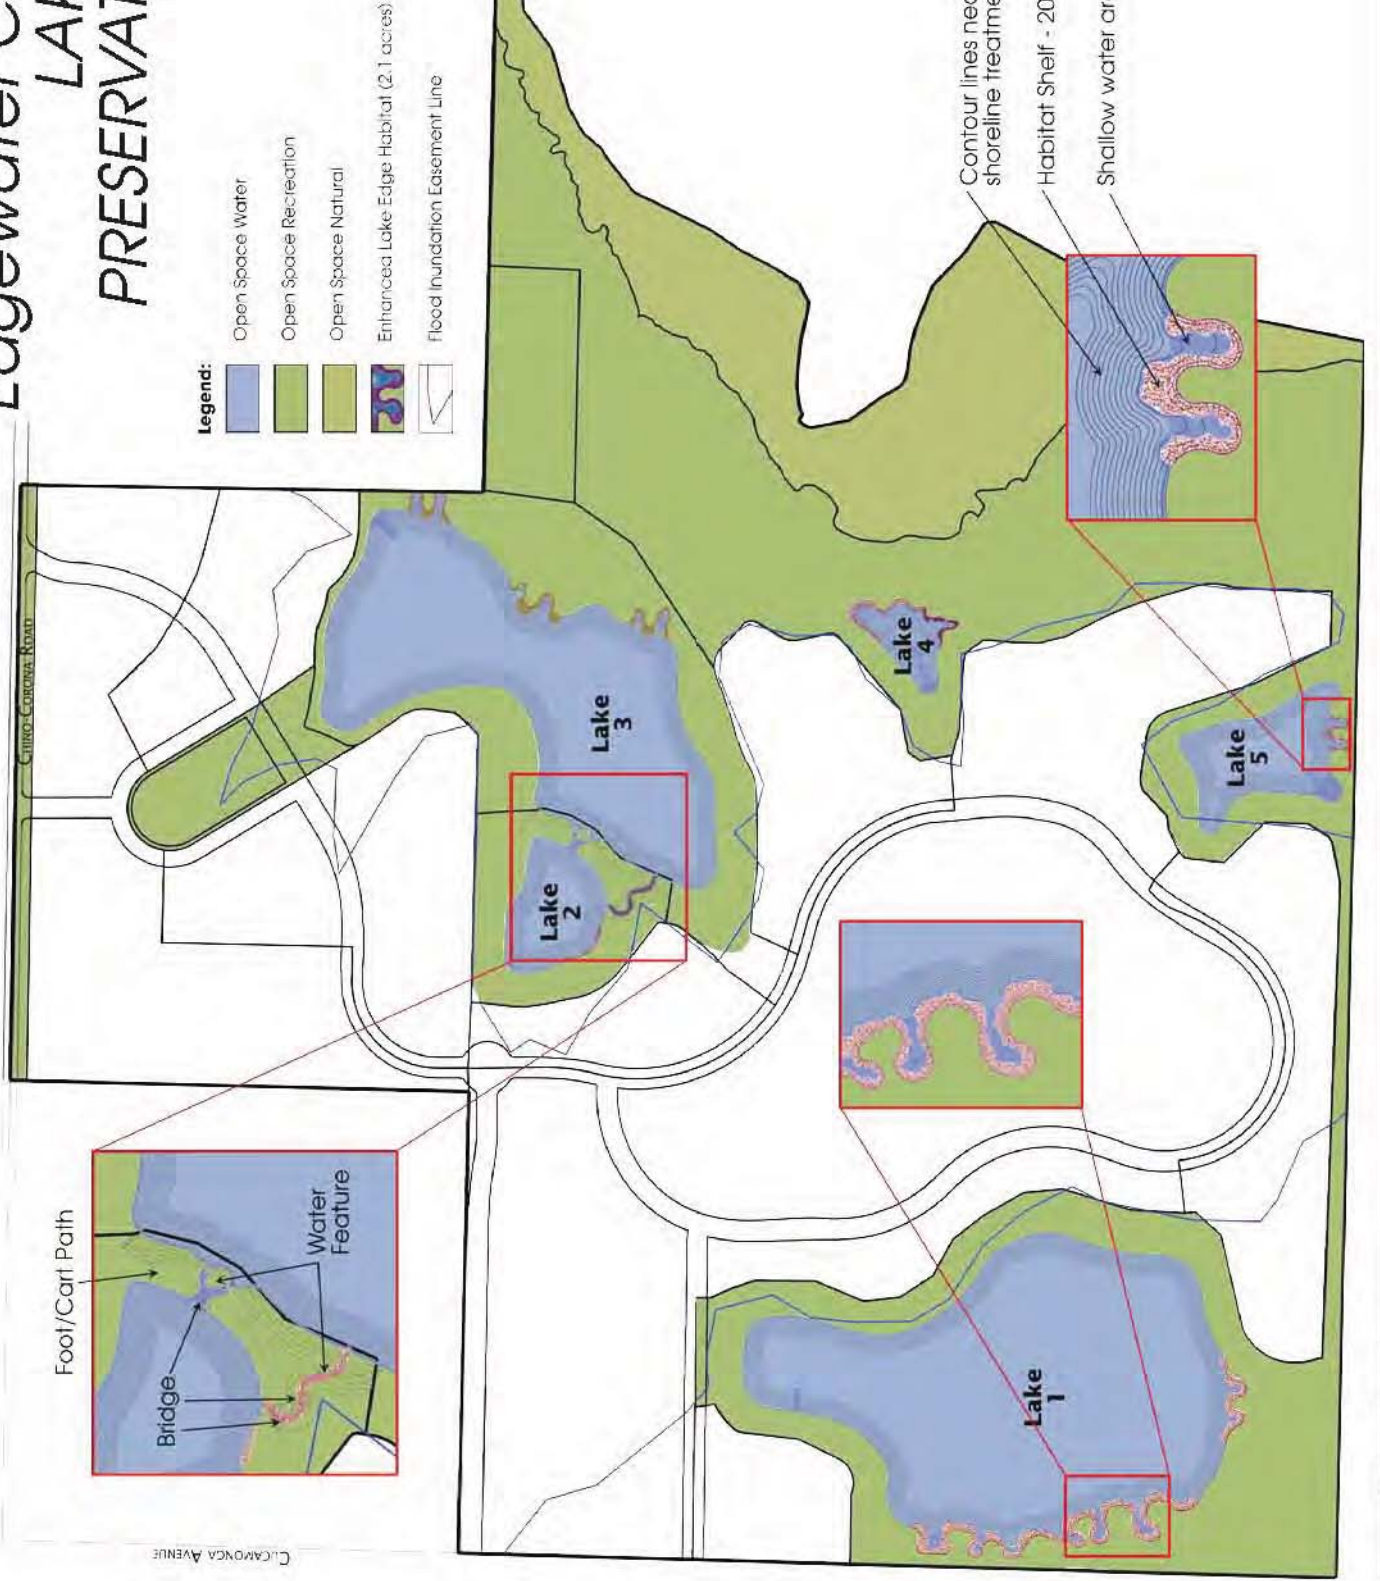 Edgewater C
LAK
PRESERVAT
Legend:
Open Space Water
Open Space Recreation
Open Space Natural
Enhanced Lake Edge Habitat (2.1 acres)
Flood Inundation Easement Line
CHINO-CORONA ROAD
CUCAMONGA AVENUE
Foot/Cart Path
Bridge
Water
Feature
Lake
2
Lake
3
Lake
4
Lake
5
Lake
1
Contour lines nea
shoreline treatme
Habitat Shelf - 20
Shallow water ar